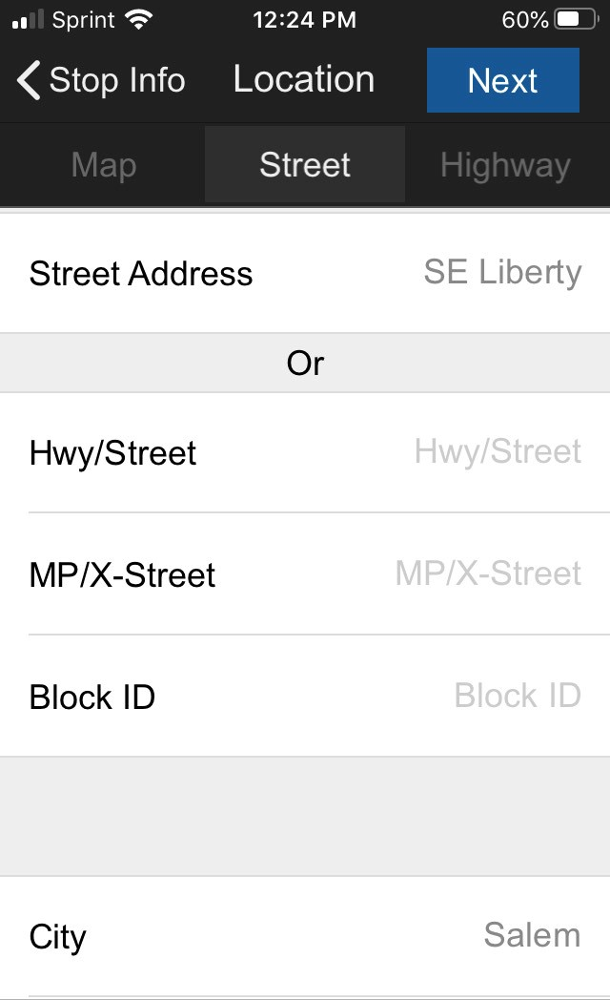 Sprint 12:24 PM 60%
Stop Info Location Next
Map Street Highway
Street Address SE Liberty
Or
Hwy/Street Hwy/Street
MP/X-Street MP/X-Street
Block ID Block ID
City Salem